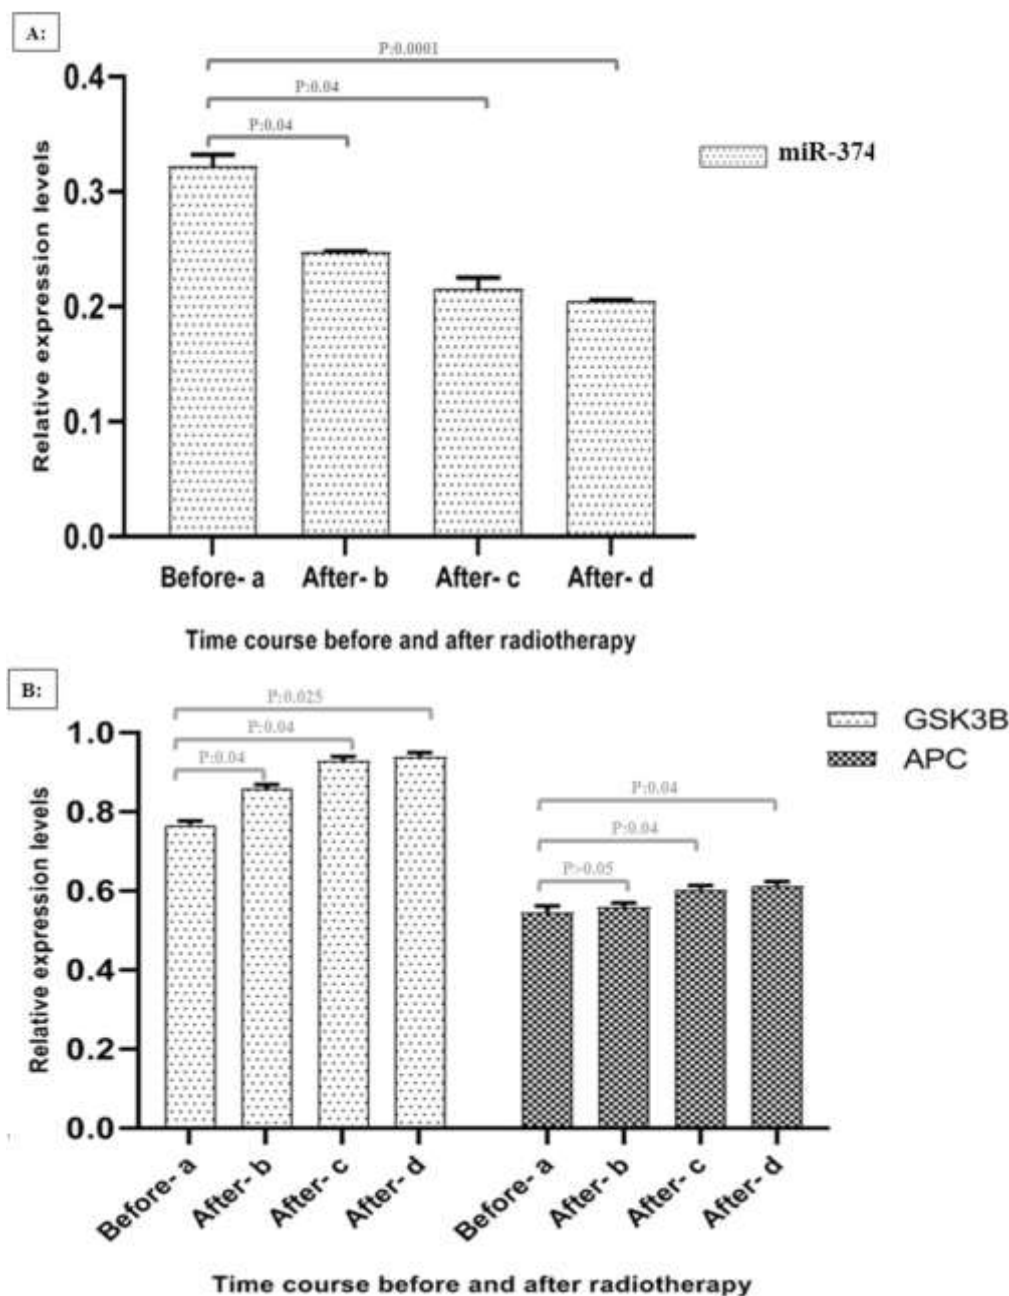 A:
P:0.0001
P:0.04
P:0.04
0.4
0.3
0.2
0.1
0.0
Relative expression levels
miR-374
Before- a After- b After- c After- d
Time course before and after radiotherapy
B:
P:0.025
P:0.04
P:0.04
GSK3B
APC
P:0.04
P:0.04
P>0.05
1.0
0.8
0.6
0.4
0.2
0.0
Relative expression levels
Before- a After- b After- c After- d Before- a After- b After- c After- d
Time course before and after radiotherapy